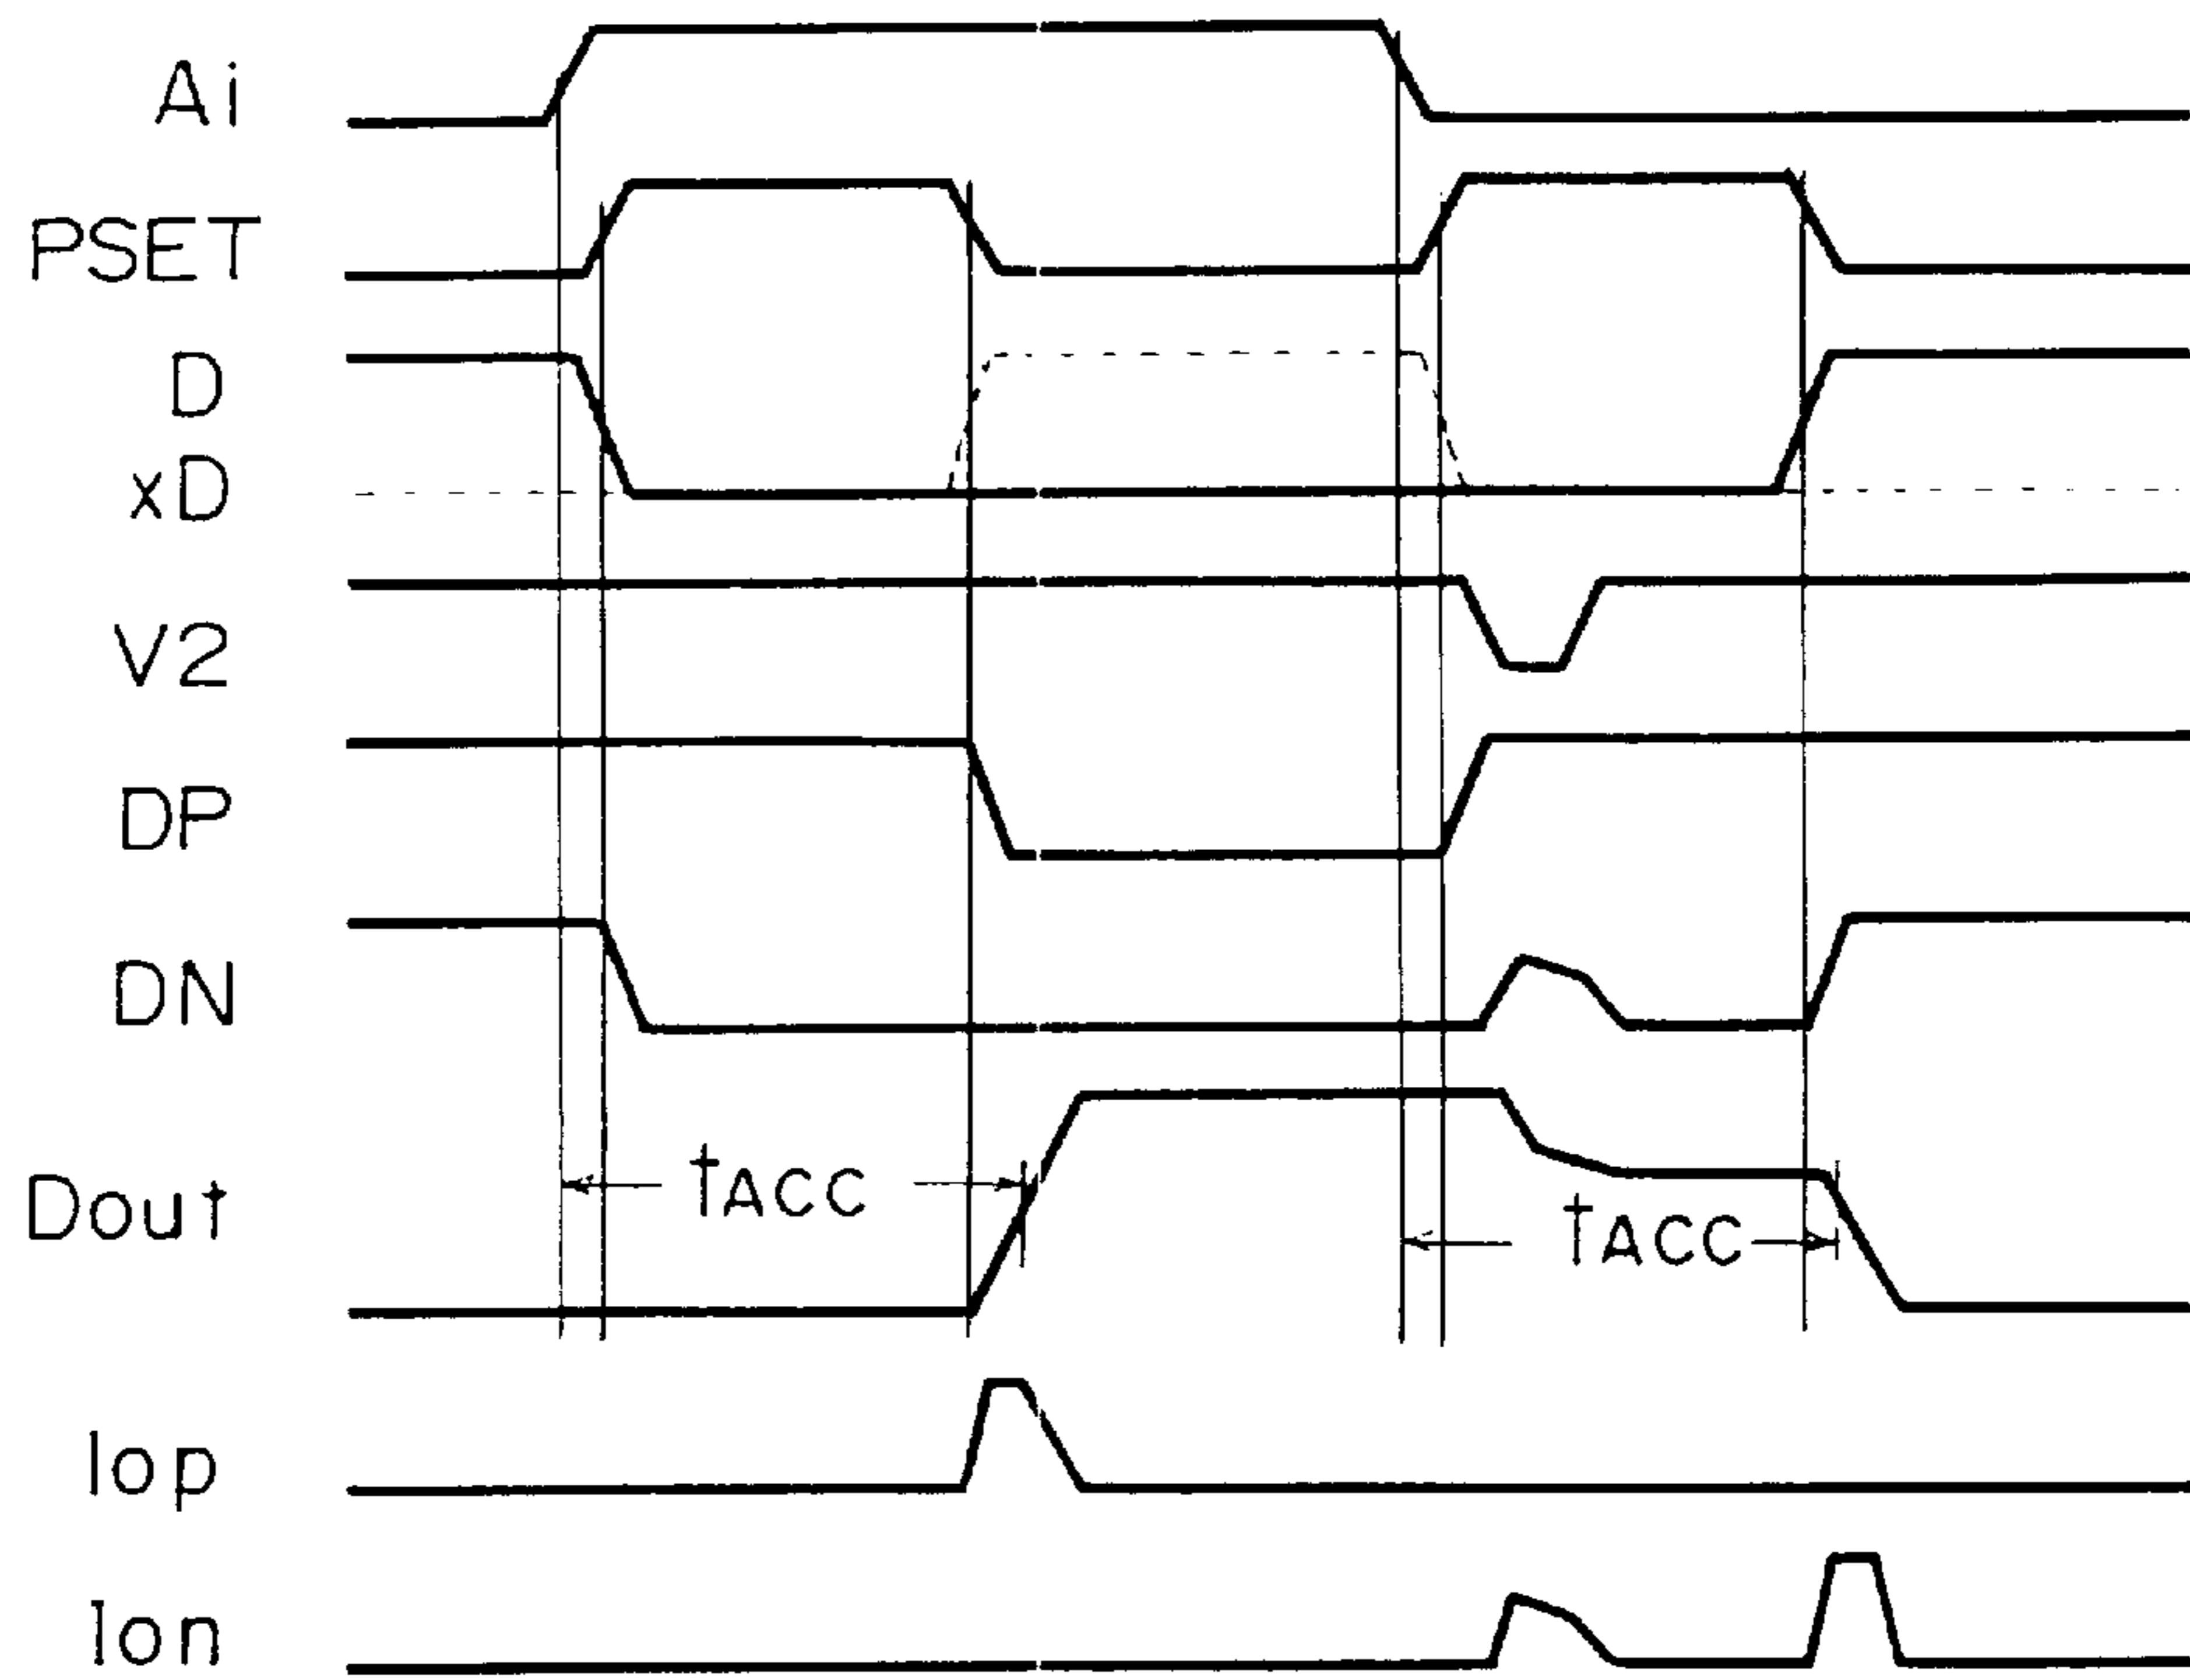 Ai
PSET
D
xD
V2
DP
DN
Dout
tACC
tACC
Iop
Ion